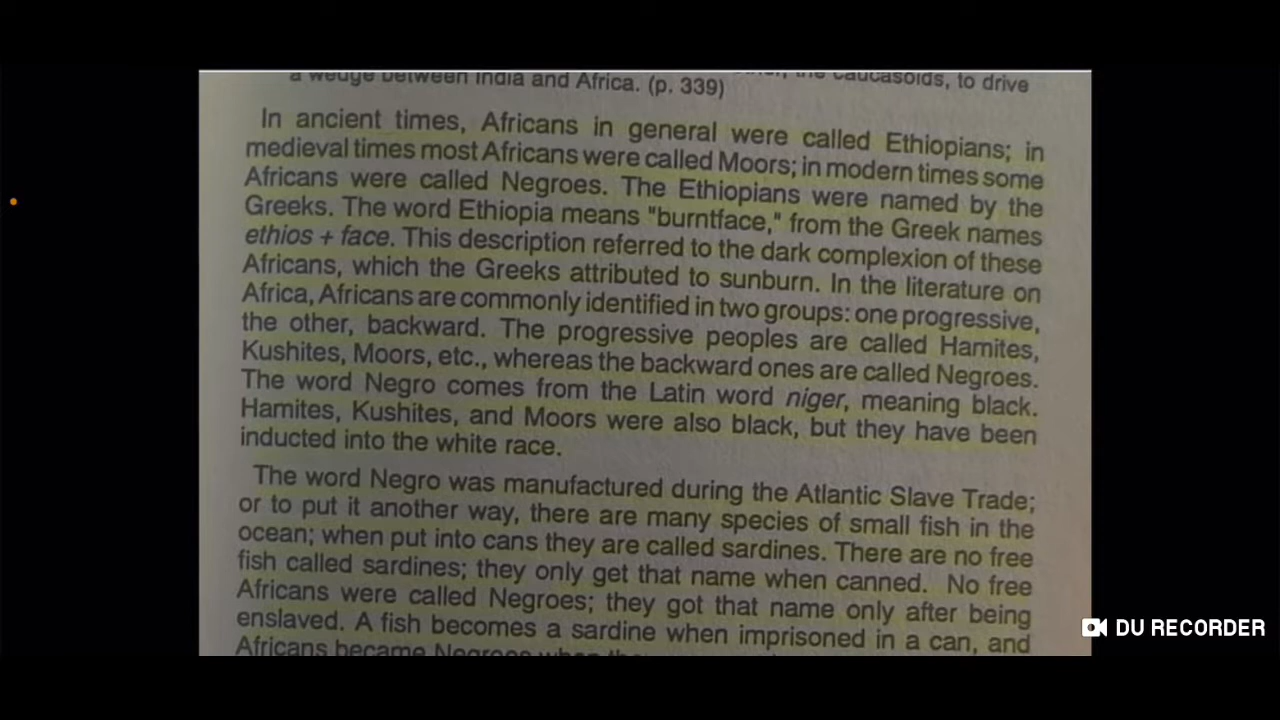 a wedge between India and Africa. (p. 339)
the caucasoids, to drive
In ancient times, Africans in general were called Ethiopians; in
medieval times most Africans were called Moors; in modern times some
Africans were called Negroes. The Ethiopians were named by the
Greeks. The word Ethiopia means "burntface," from the Greek names
ethios + face. This description referred to the dark complexion of these
Africans, which the Greeks attributed to sunburn. In the literature on
Africa, Africans are commonly identified in two groups: one progressive,
the other, backward. The progressive peoples are called Hamites,
Kushites, Moors, etc., whereas the backward ones are called Negroes.
The word Negro comes from the Latin word niger, meaning black.
Hamites, Kushites, and Moors were also black, but they have been
inducted into the white race.
The word Negro was manufactured during the Atlantic Slave Trade;
or to put it another way, there are many species of small fish in the
ocean; when put into cans they are called sardines. There are no free
fish called sardines; they only get that name when canned. No free
Africans were called Negroes; they got that name only after being
enslaved. A fish becomes a sardine when imprisoned in a can, and
Africans became Negroes when
DU RECORDER